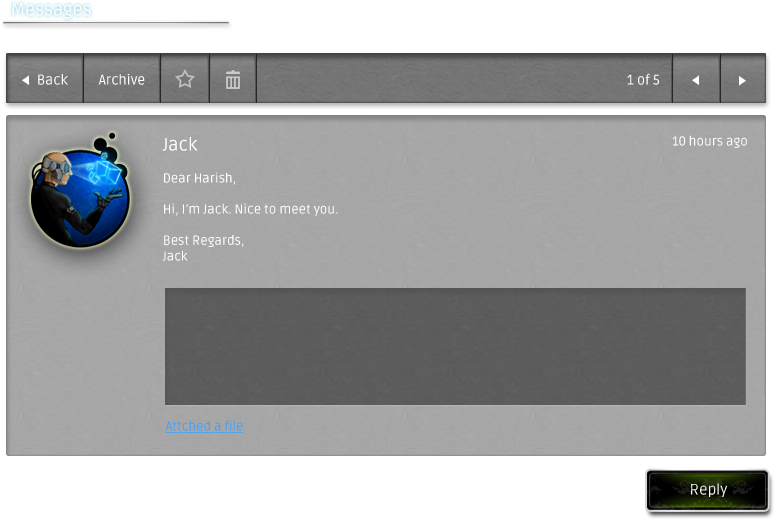 Messages
Back Archive 1 of 5
Jack 10 hours ago
Dear Harish,
Hi, I'm Jack. Nice to meet you.
Best Regards,
Jack
Attched a file
Reply